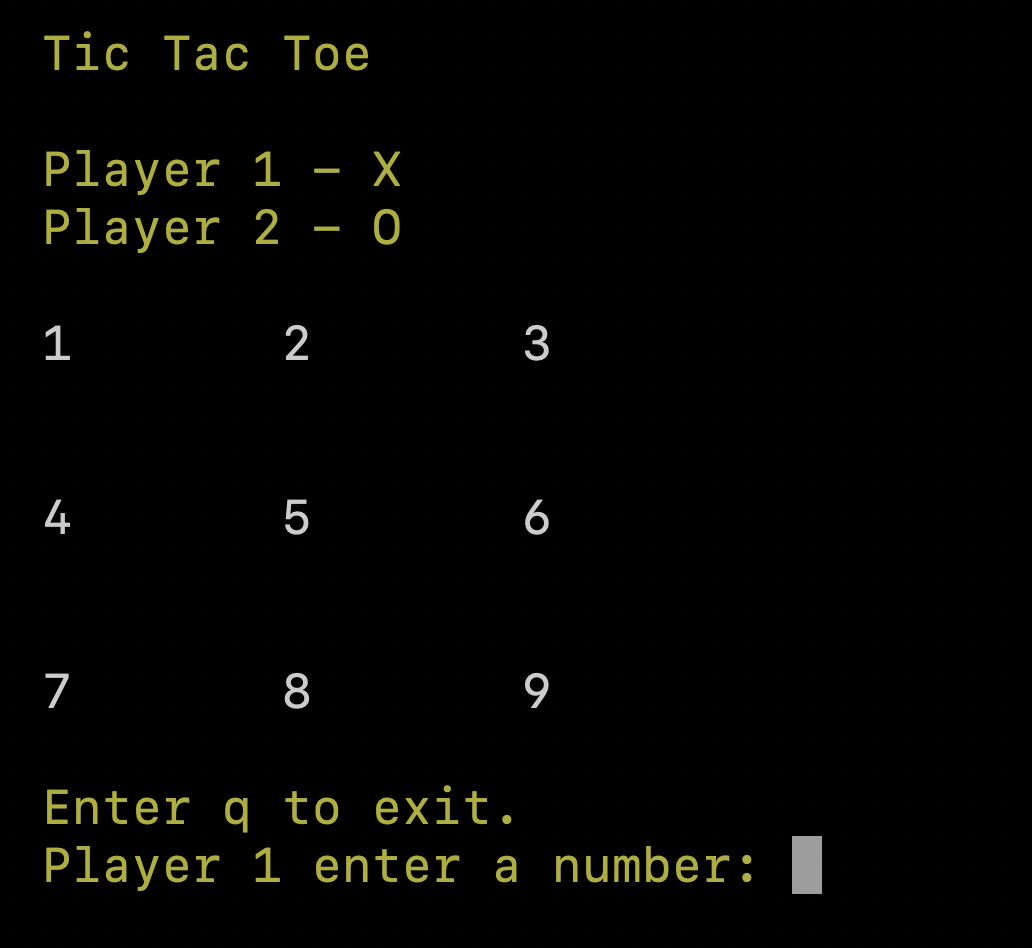 Tic Tac Toe
Player 1 – X
Player 2 – O
1 2 3
4 5 6
7 8 9
Enter q to exit.
Player 1 enter a number: